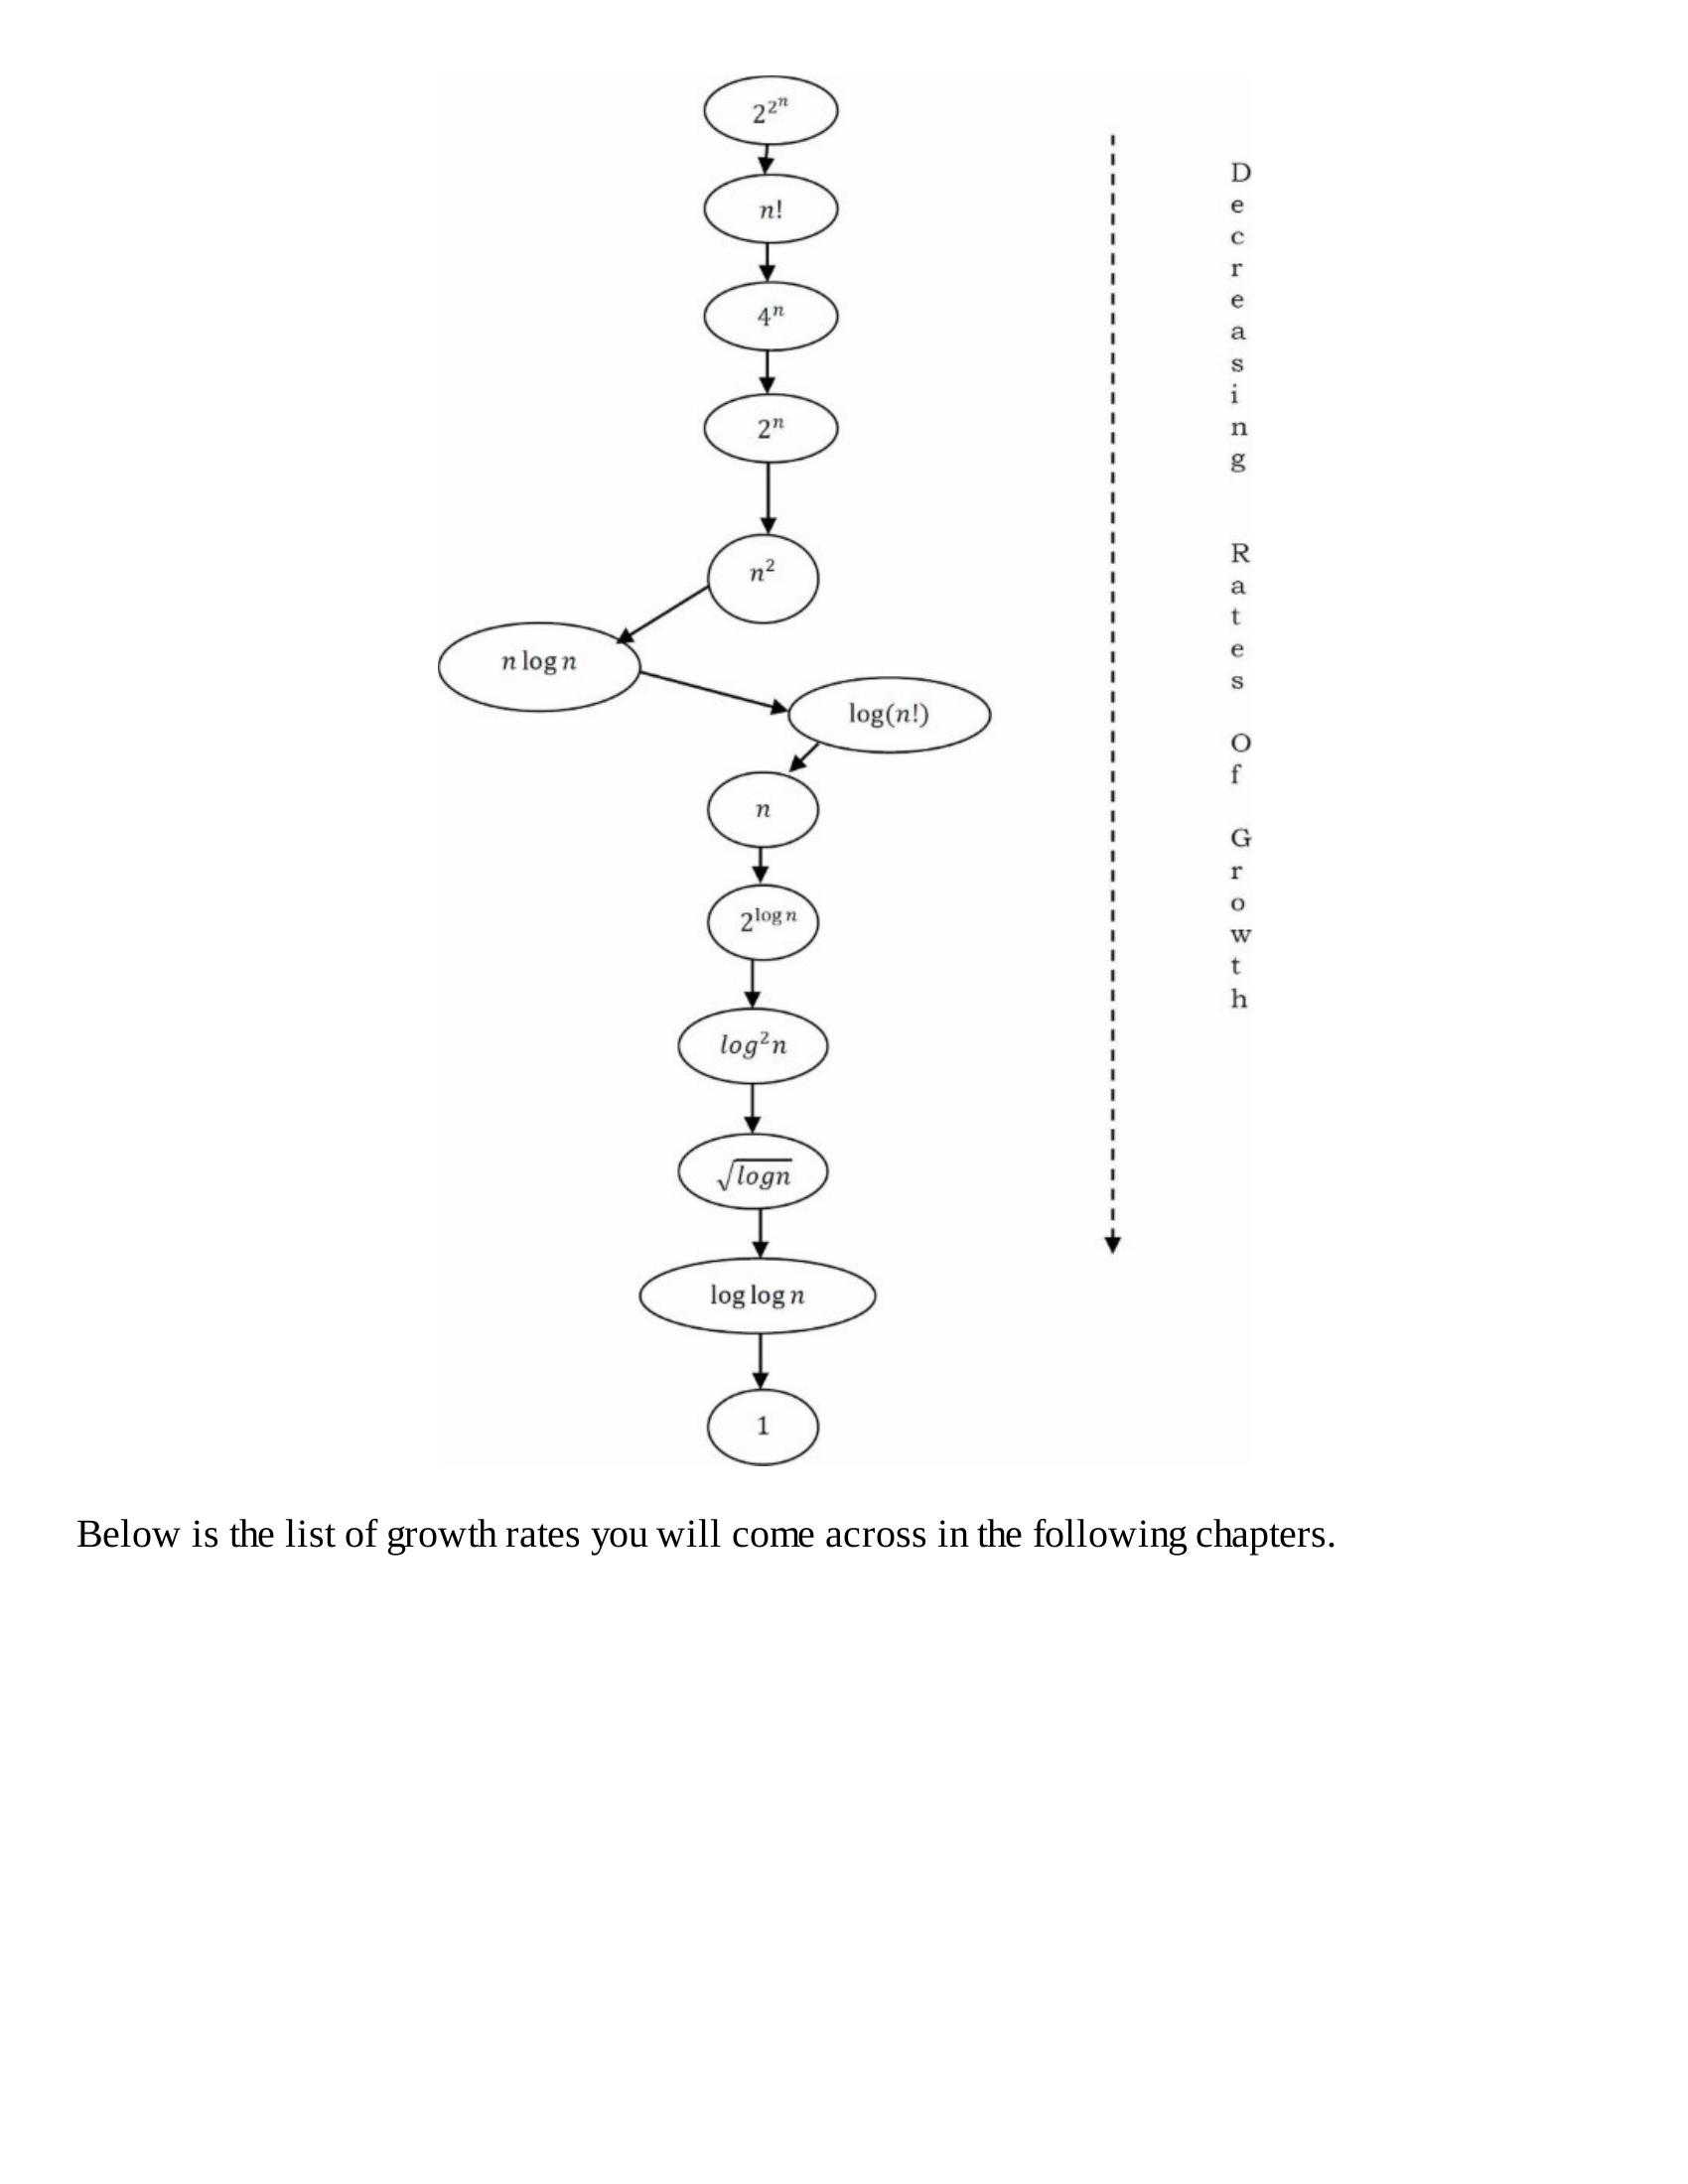 2^{2^n}
n!
4^n
2^n
n^2
n log n
log(n!)
n
2^{log n}
log^2 n
√logn
log log n
1
Decreasing Rates Of Growth
Below is the list of growth rates you will come across in the following chapters.